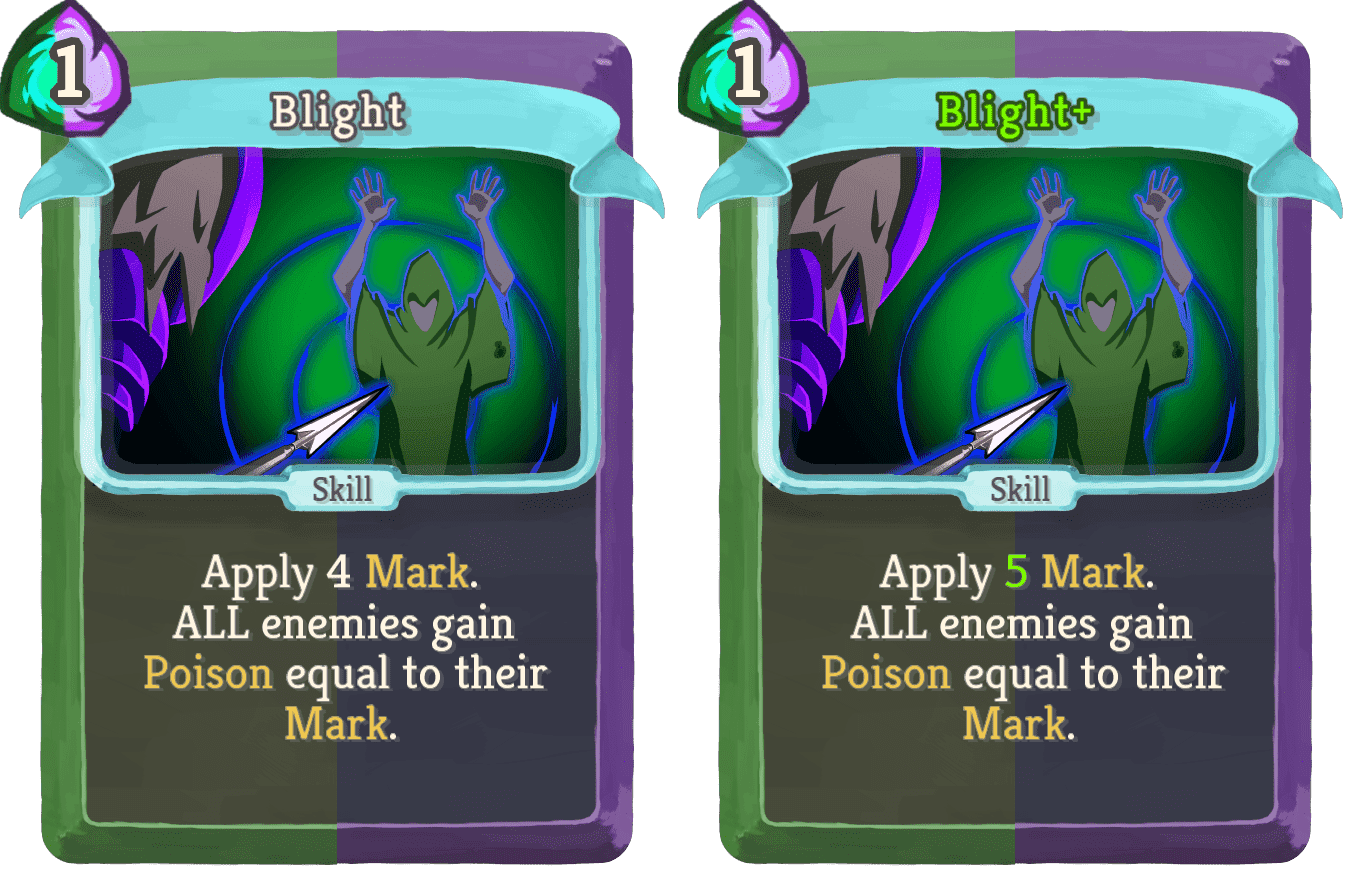 1
Blight
Skill
Apply 4 Mark.
ALL enemies gain
Poison equal to their
Mark.
1
Blight+
Skill
Apply 5 Mark.
ALL enemies gain
Poison equal to their
Mark.